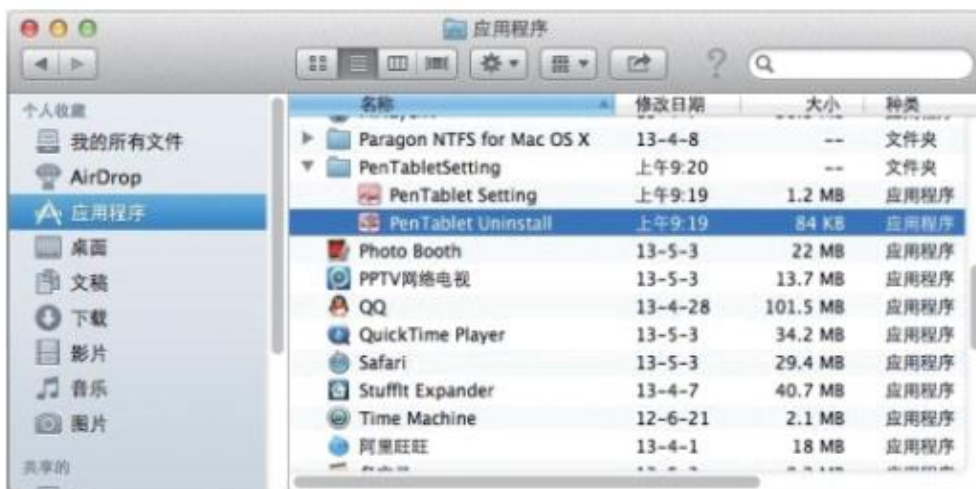 应用程序
个人收藏
我的所有文件
AirDrop
应用程序
桌面
文稿
下载
影片
音乐
图片
共享的
名称 修改日期 大小 种类
Paragon NTFS for Mac OS X 13-4-8 -- 文件夹
PenTabletSetting 上午9:20 -- 文件夹
PenTablet Setting 上午9:19 1.2 MB 应用程序
PenTablet Uninstall 上午9:19 84 KB 应用程序
Photo Booth 13-5-3 22 MB 应用程序
PPTV网络电视 13-5-3 13.7 MB 应用程序
QQ 13-4-28 101.5 MB 应用程序
QuickTime Player 13-5-3 34.2 MB 应用程序
Safari 13-5-3 29.4 MB 应用程序
StuffIt Expander 13-4-7 40.7 MB 应用程序
Time Machine 12-6-21 2.1 MB 应用程序
阿里旺旺 13-4-1 18 MB 应用程序